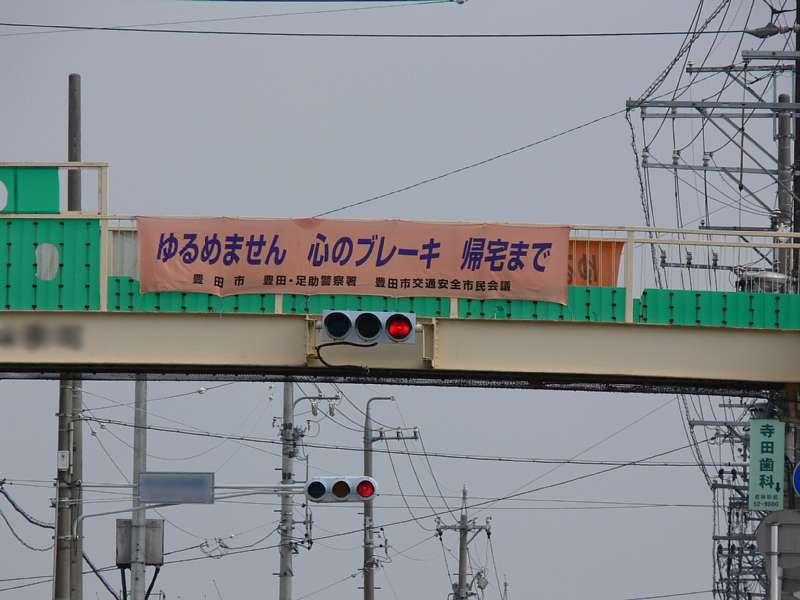 ゆるめません 心のブレーキ 帰宅まで
豊田市 豊田・足助警察署 豊田市交通安全市民会議
寺田歯科